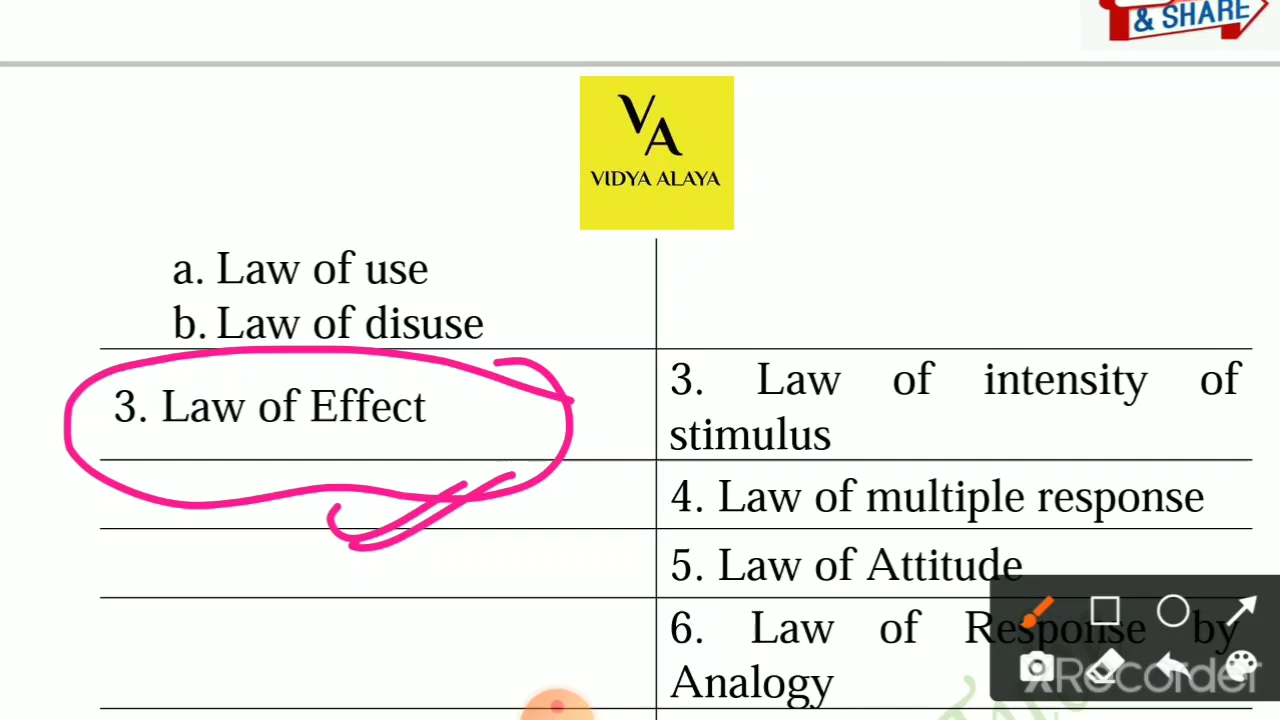 & SHARE
VA
VIDYA ALAYA
a. Law of use
b. Law of disuse
3. Law of Effect
3. Law of intensity of
stimulus
4. Law of multiple response
5. Law of Attitude
6. Law of Response by
Analogy
XRecorder